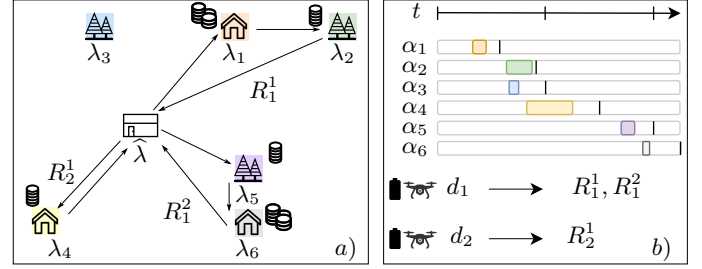 λ₃
λ₁
λ₂
R₁¹
λ̂
R₂¹
R₁²
λ₅
λ₄
λ₆
a)
t
α₁
α₂
α₃
α₄
α₅
α₆
d₁ R₁¹, R₁²
d₂ R₂¹
b)